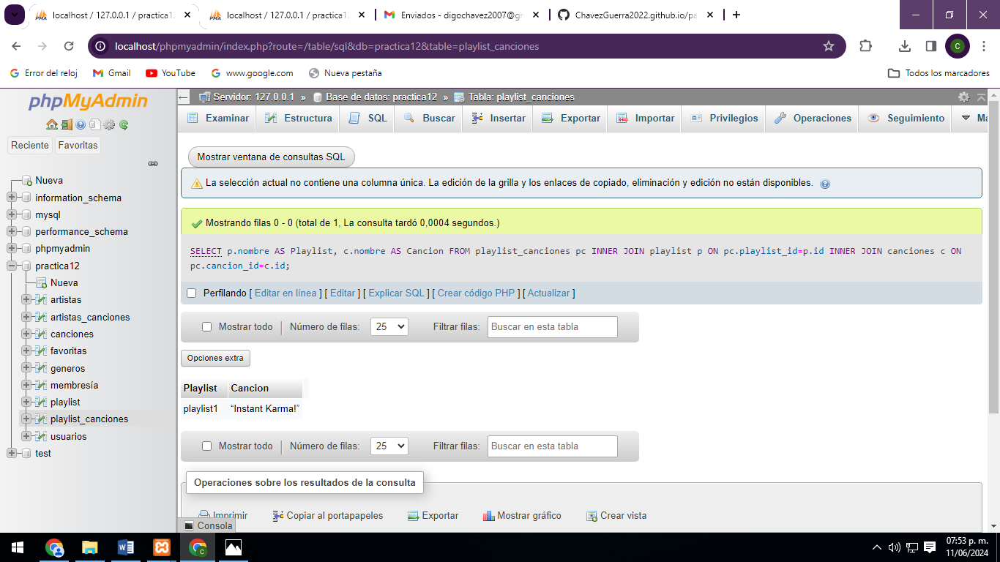 localhost / 127.0.0.1 / practica12
localhost / 127.0.0.1 / practica12
Enviados - digochavez2007@gm
ChavezGuerra2022.github.io/pa
localhost/phpmyadmin/index.php?route=/table/sql&db=practica12&table=playlist_canciones
C
Error del reloj
Gmail
YouTube
www.google.com
Nueva pestaña
Todos los marcadores
phpMyAdmin
Reciente
Favoritas
Nueva
information_schema
mysql
performance_schema
phpmyadmin
practica12
Nueva
artistas
artistas_canciones
canciones
favoritas
generos
membresía
playlist
playlist_canciones
usuarios
test
Servidor: 127.0.0.1 » Base de datos: practica12 » Tabla: playlist_canciones
Examinar
Estructura
SQL
Buscar
Insertar
Exportar
Importar
Privilegios
Operaciones
Seguimiento
Ma
Mostrar ventana de consultas SQL
La selección actual no contiene una columna única. La edición de la grilla y los enlaces de copiado, eliminación y edición no están disponibles.
Mostrando filas 0 - 0 (total de 1, La consulta tardó 0,0004 segundos.)
SELECT p.nombre AS Playlist, c.nombre AS Cancion FROM playlist_canciones pc INNER JOIN playlist p ON pc.playlist_id=p.id INNER JOIN canciones c ON
pc.cancion_id=c.id;
Perfilando [ Editar en línea ] [ Editar ] [ Explicar SQL ] [ Crear código PHP ] [ Actualizar ]
Mostrar todo | Número de filas: 25 Filtrar filas: Buscar en esta tabla
Opciones extra
Playlist Cancion
playlist1 “Instant Karma!”
Mostrar todo | Número de filas: 25 Filtrar filas: Buscar en esta tabla
Operaciones sobre los resultados de la consulta
Imprimir
Copiar al portapapeles
Exportar
Mostrar gráfico
Crear vista
Consola
07:53 p. m.
11/06/2024